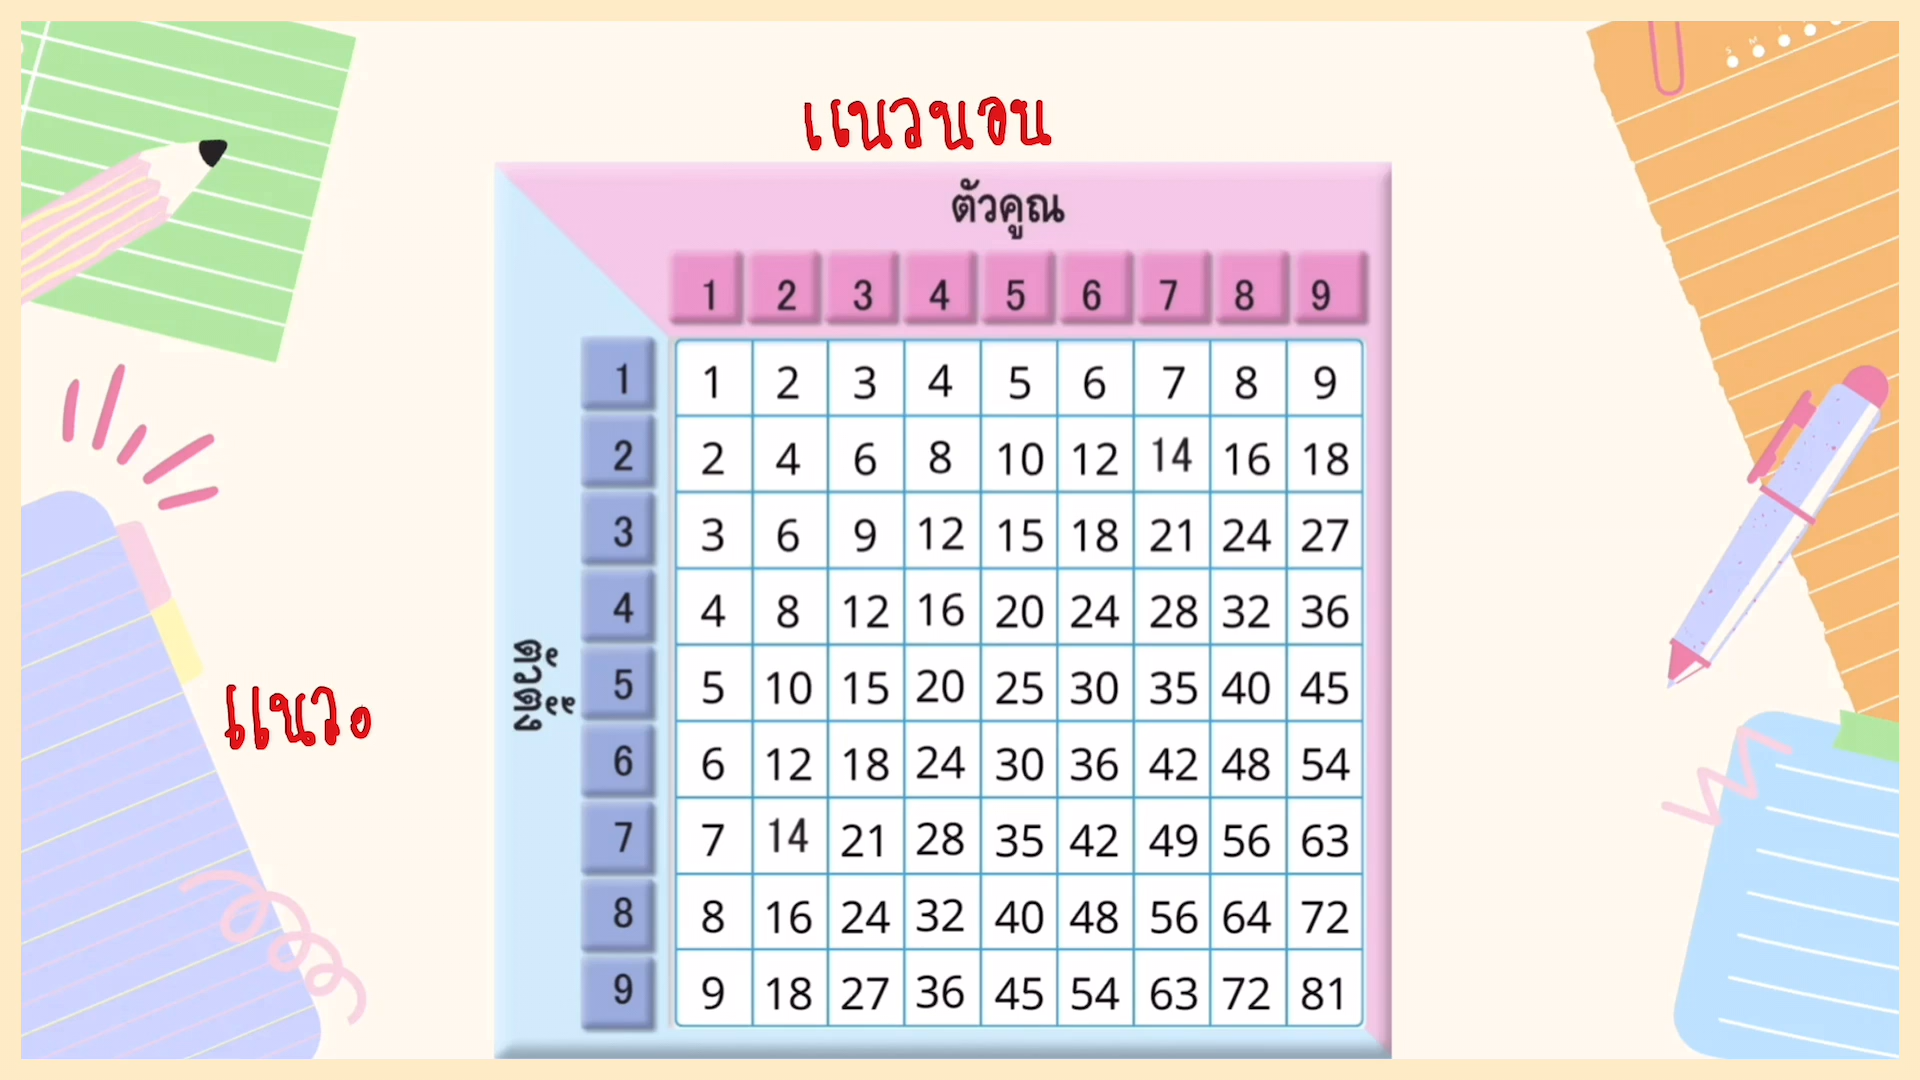 แนวนอน
ตัวคูณ
1 2 3 4 5 6 7 8 9
1 1 2 3 4 5 6 7 8 9
2 2 4 6 8 10 12 14 16 18
3 3 6 9 12 15 18 21 24 27
4 4 8 12 16 20 24 28 32 36
ตัวตั้ง
5 5 10 15 20 25 30 35 40 45
แนว
6 6 12 18 24 30 36 42 48 54
7 7 14 21 28 35 42 49 56 63
8 8 16 24 32 40 48 56 64 72
9 9 18 27 36 45 54 63 72 81